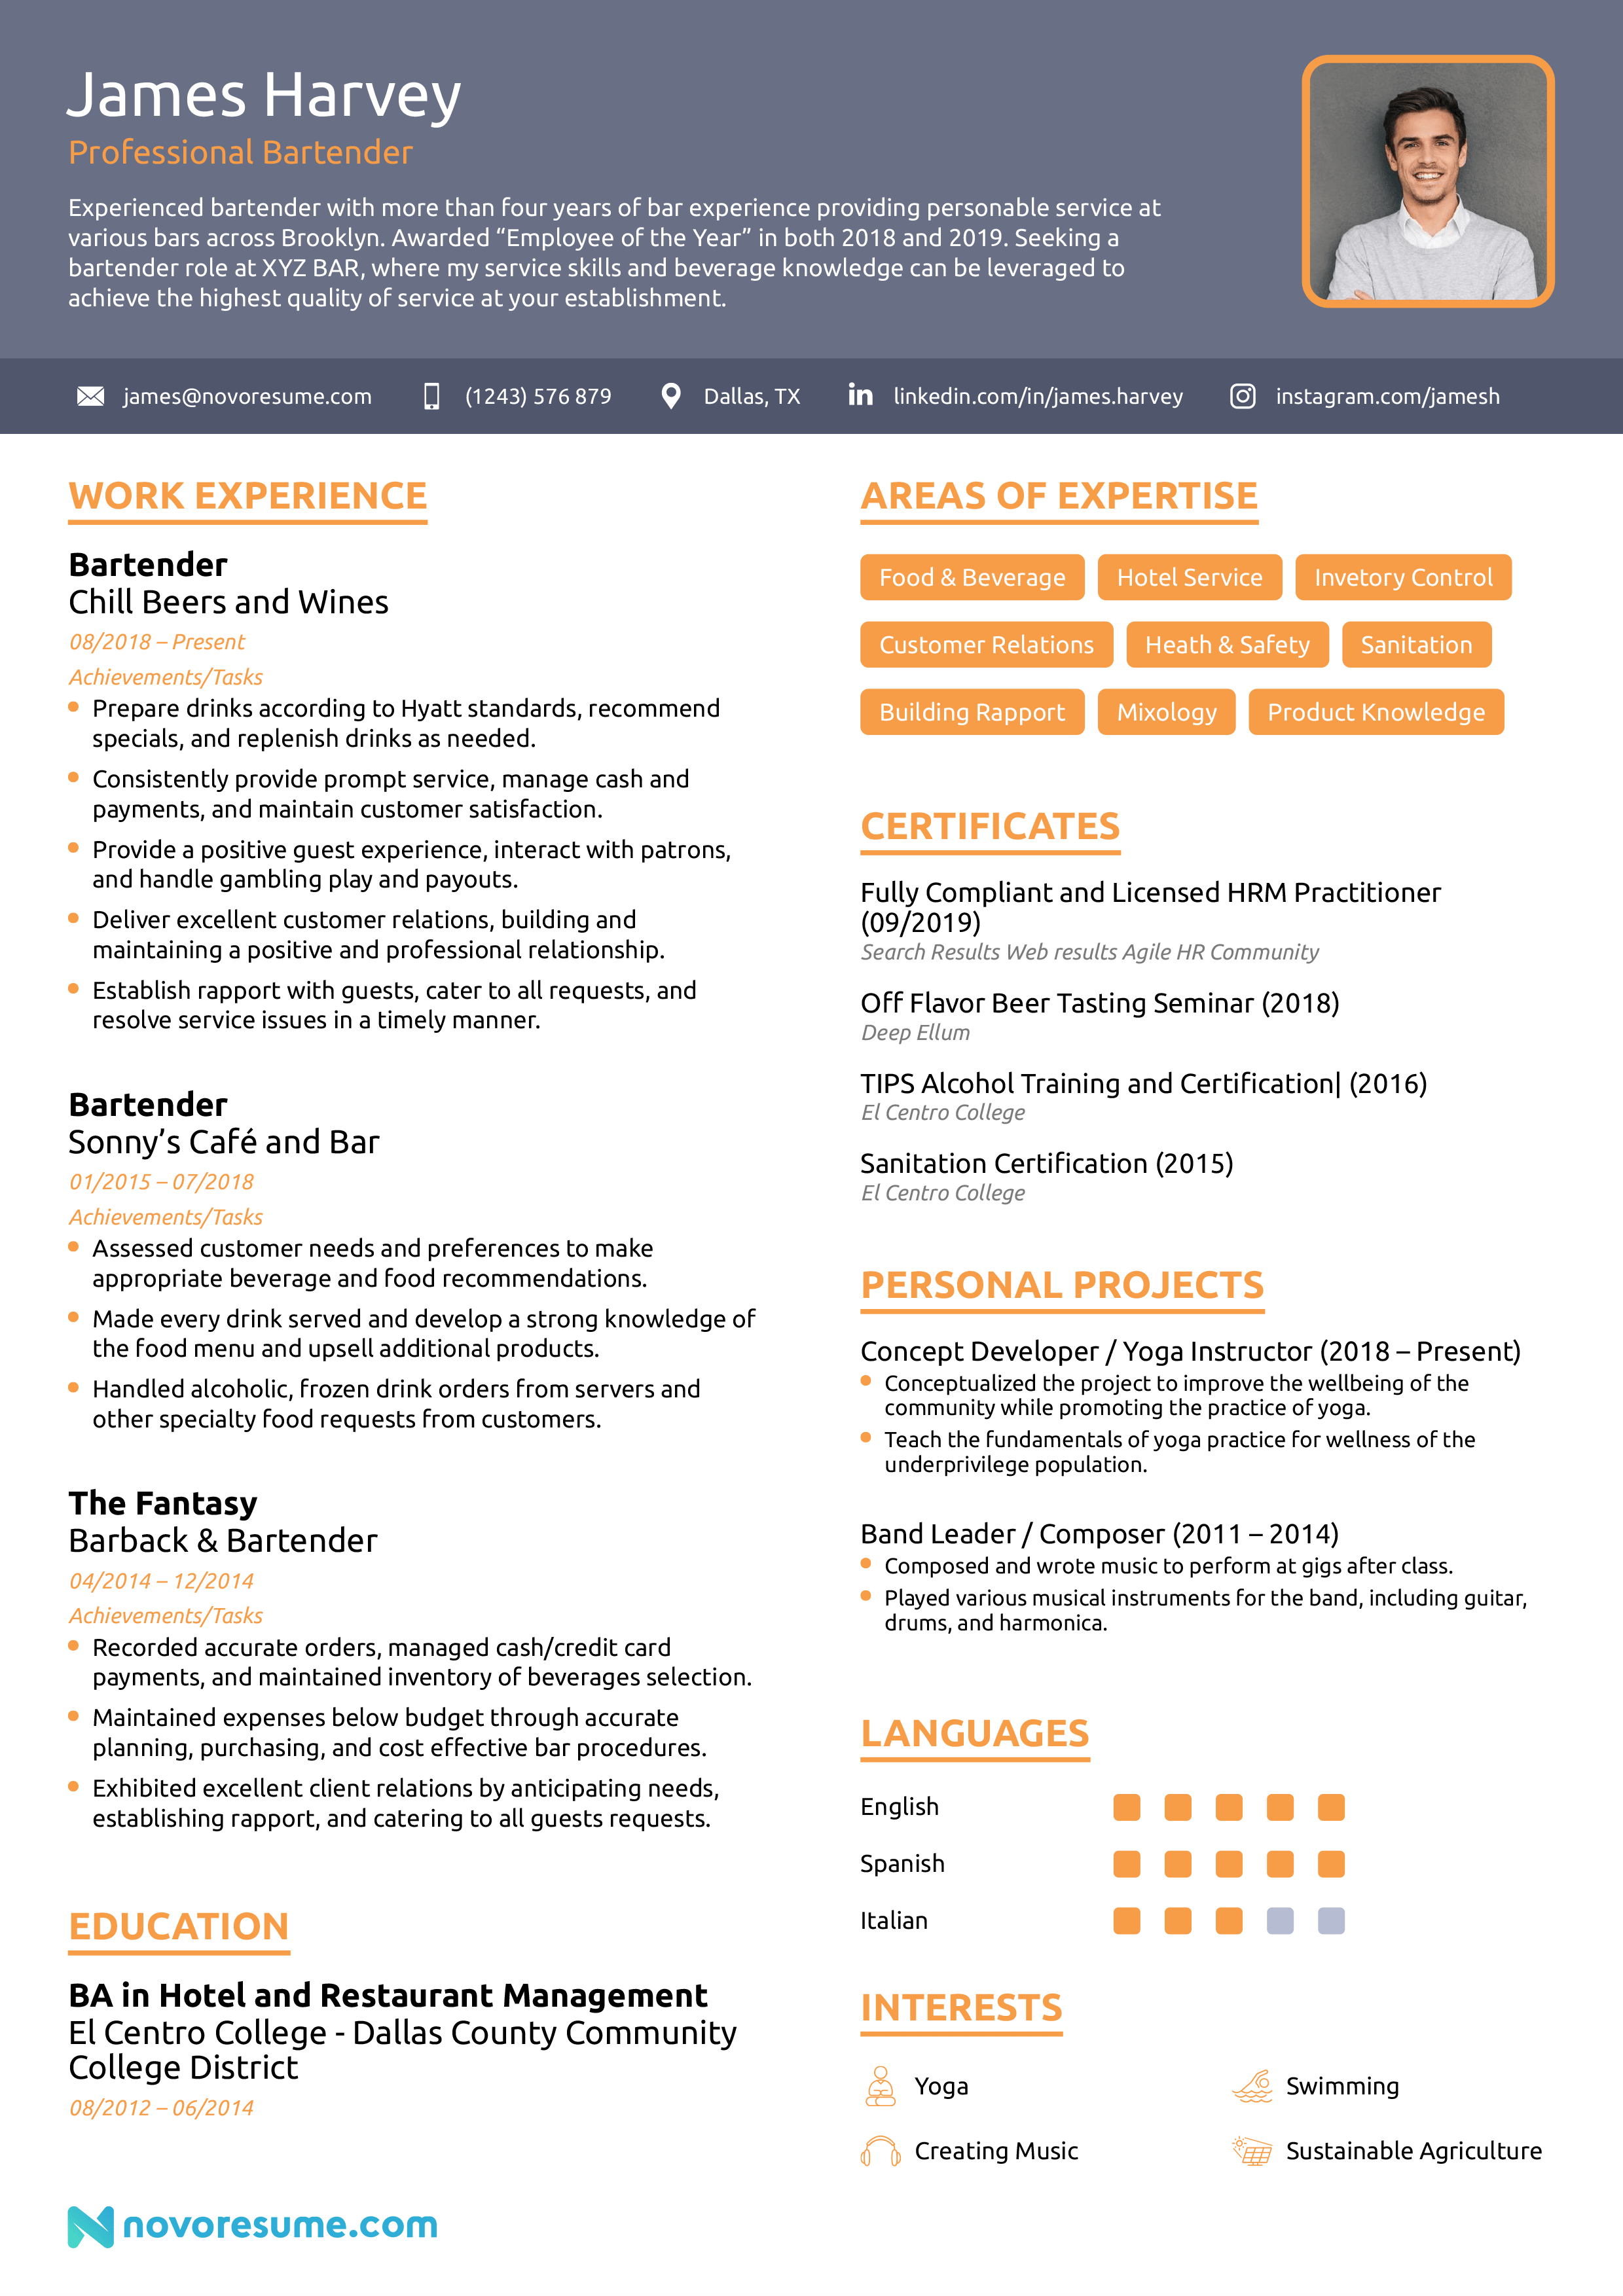 James Harvey
Professional Bartender
Experienced bartender with more than four years of bar experience providing personable service at
various bars across Brooklyn. Awarded “Employee of the Year” in both 2018 and 2019. Seeking a
bartender role at XYZ BAR, where my service skills and beverage knowledge can be leveraged to
achieve the highest quality of service at your establishment.
james@novoresume.com (1243) 576 879 Dallas, TX linkedin.com/in/james.harvey instagram.com/jamesh
WORK EXPERIENCE
Bartender
Chill Beers and Wines
08/2018 – Present
Achievements/Tasks
Prepare drinks according to Hyatt standards, recommend
specials, and replenish drinks as needed.
Consistently provide prompt service, manage cash and
payments, and maintain customer satisfaction.
Provide a positive guest experience, interact with patrons,
and handle gambling play and payouts.
Deliver excellent customer relations, building and
maintaining a positive and professional relationship.
Establish rapport with guests, cater to all requests, and
resolve service issues in a timely manner.
Bartender
Sonny’s Café and Bar
01/2015 – 07/2018
Achievements/Tasks
Assessed customer needs and preferences to make
appropriate beverage and food recommendations.
Made every drink served and develop a strong knowledge of
the food menu and upsell additional products.
Handled alcoholic, frozen drink orders from servers and
other specialty food requests from customers.
The Fantasy
Barback & Bartender
04/2014 – 12/2014
Achievements/Tasks
Recorded accurate orders, managed cash/credit card
payments, and maintained inventory of beverages selection.
Maintained expenses below budget through accurate
planning, purchasing, and cost effective bar procedures.
Exhibited excellent client relations by anticipating needs,
establishing rapport, and catering to all guests requests.
EDUCATION
BA in Hotel and Restaurant Management
El Centro College - Dallas County Community
College District
08/2012 – 06/2014
AREAS OF EXPERTISE
Food & Beverage Hotel Service Invetory Control
Customer Relations Heath & Safety Sanitation
Building Rapport Mixology Product Knowledge
CERTIFICATES
Fully Compliant and Licensed HRM Practitioner
(09/2019)
Search Results Web results Agile HR Community
Off Flavor Beer Tasting Seminar (2018)
Deep Ellum
TIPS Alcohol Training and Certification| (2016)
El Centro College
Sanitation Certification (2015)
El Centro College
PERSONAL PROJECTS
Concept Developer / Yoga Instructor (2018 – Present)
Conceptualized the project to improve the wellbeing of the
community while promoting the practice of yoga.
Teach the fundamentals of yoga practice for wellness of the
underprivilege population.
Band Leader / Composer (2011 – 2014)
Composed and wrote music to perform at gigs after class.
Played various musical instruments for the band, including guitar,
drums, and harmonica.
LANGUAGES
English
Spanish
Italian
INTERESTS
Yoga Swimming
Creating Music Sustainable Agriculture
novoresume.com